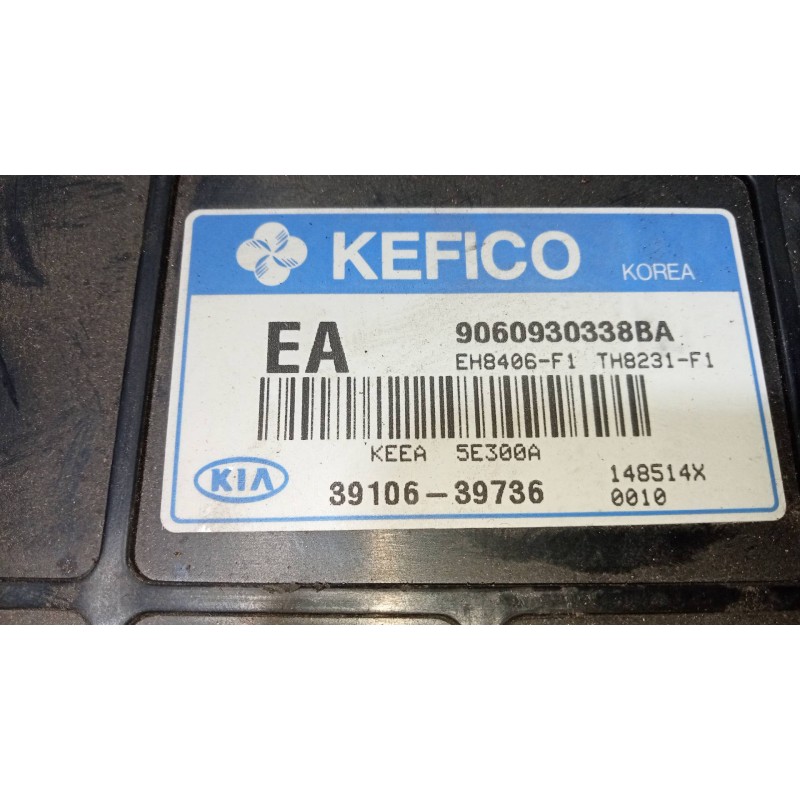 KEFICO KOREA
EA 9060930338BA
EH8406-F1 TH8231-F1
KEEA 5E300A
KIA 39106-39736 148514X
0010